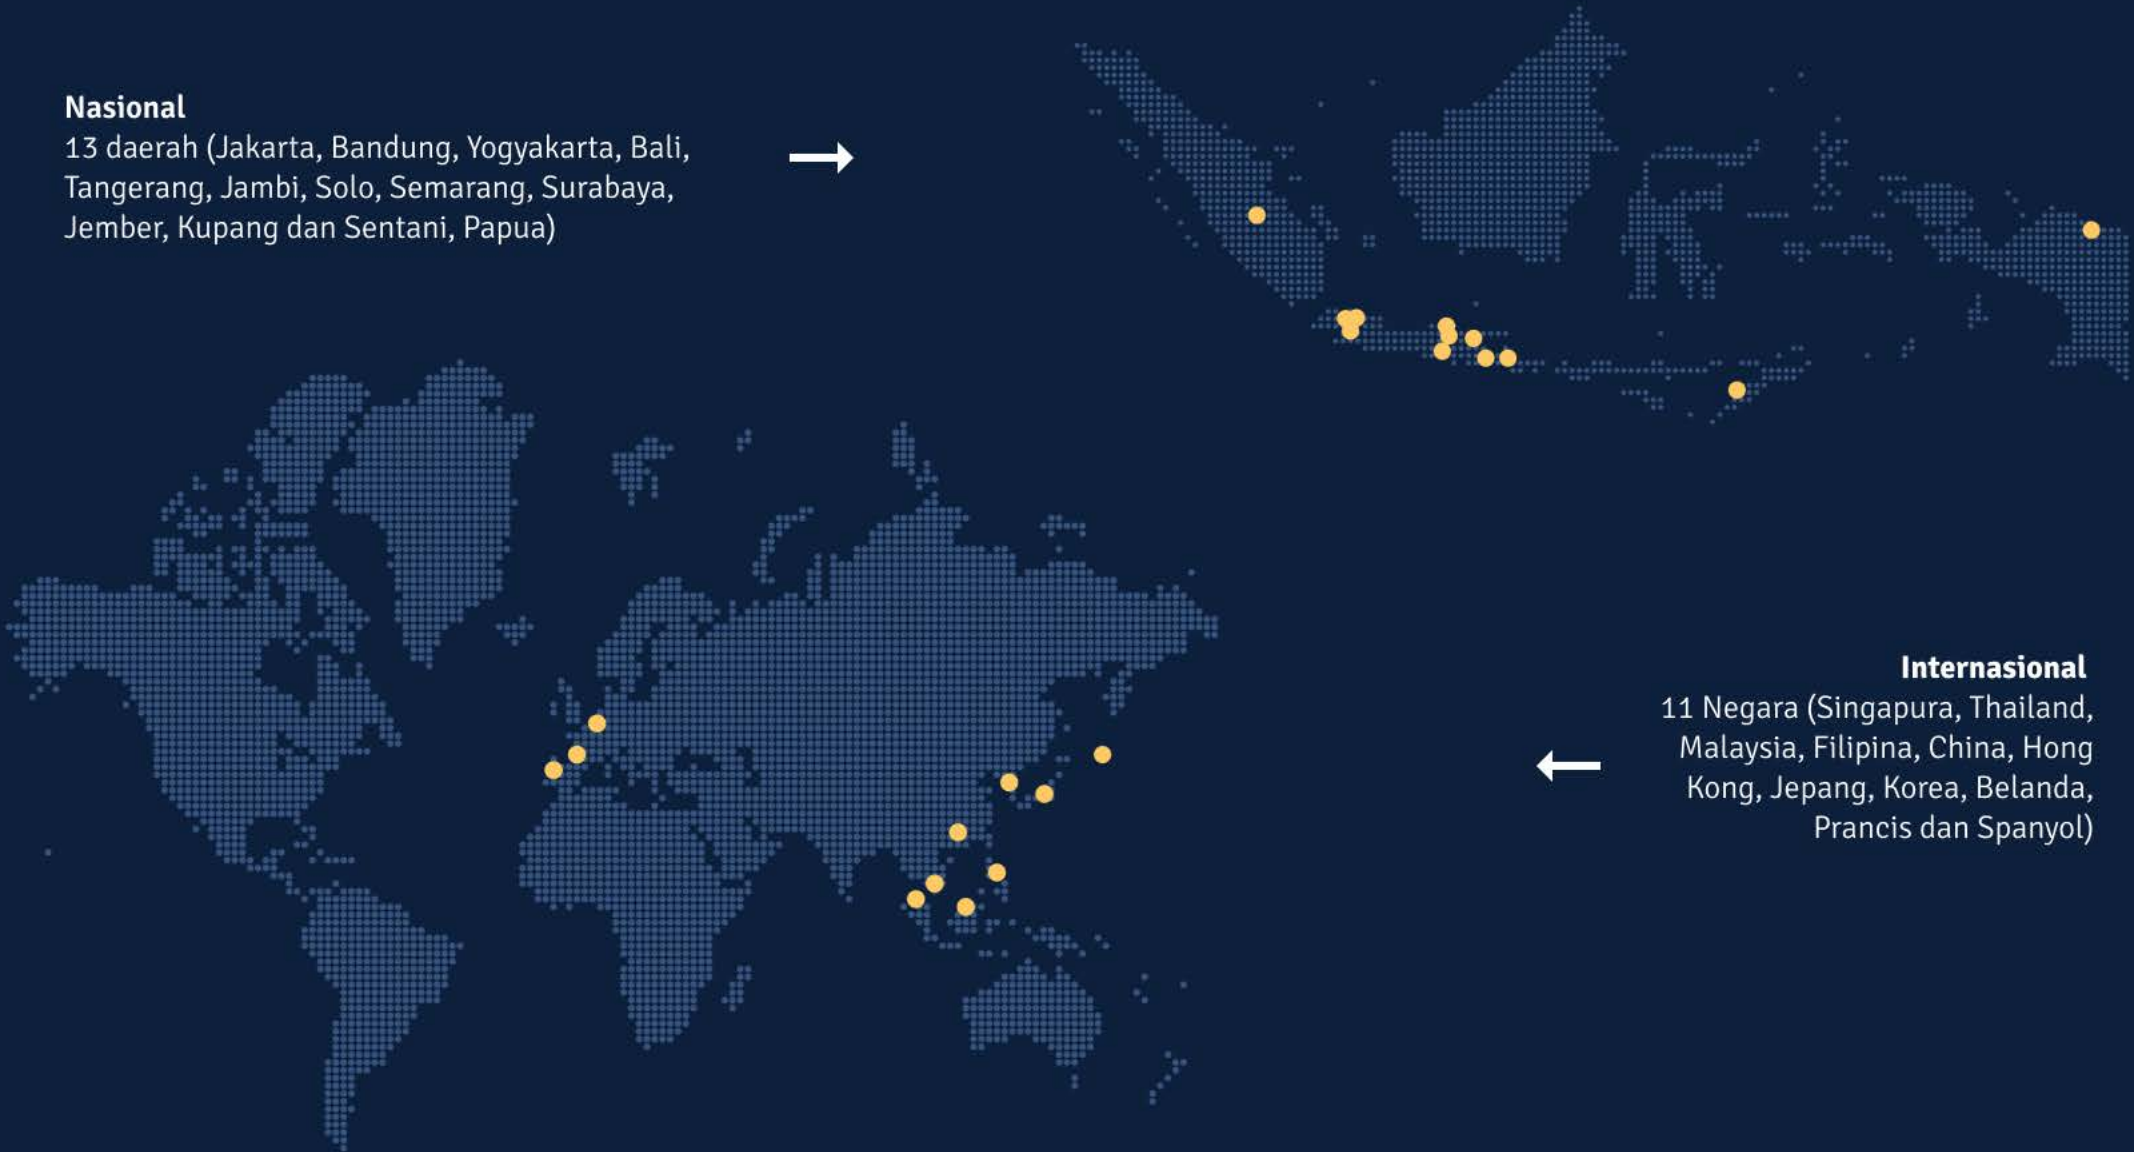 Nasional
13 daerah (Jakarta, Bandung, Yogyakarta, Bali,
Tangerang, Jambi, Solo, Semarang, Surabaya,
Jember, Kupang dan Sentani, Papua)
Internasional
11 Negara (Singapura, Thailand,
Malaysia, Filipina, China, Hong
Kong, Jepang, Korea, Belanda,
Prancis dan Spanyol)